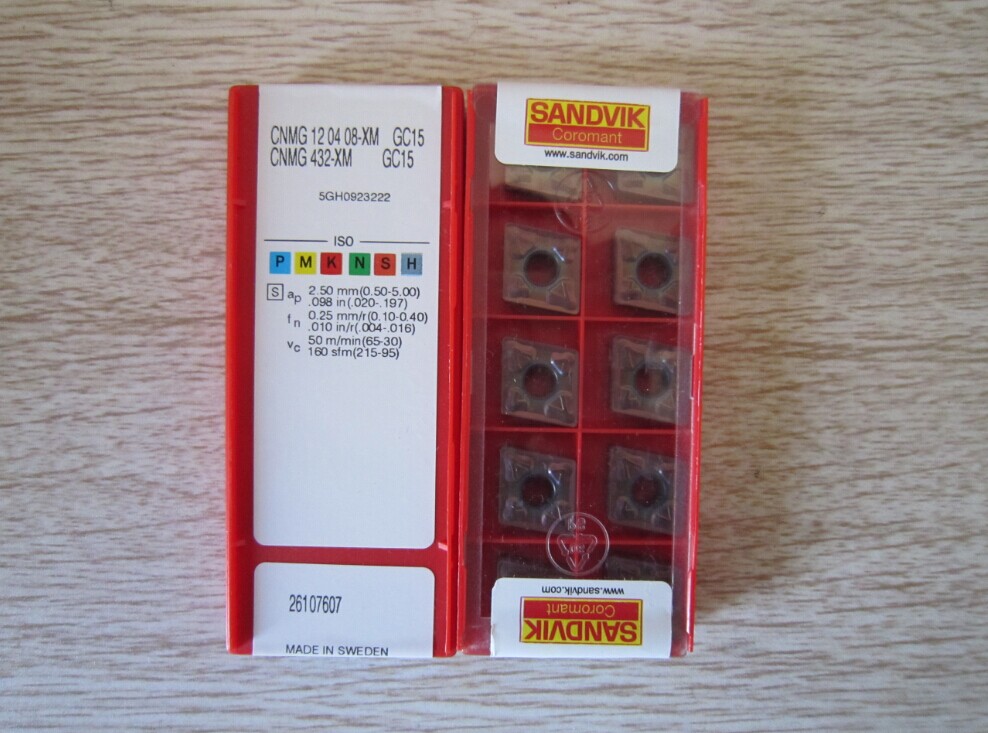 CNMG 12 04 08-XM GC15
CNMG 432-XM GC15
5GH0923222
ISO
P M K N S H
S ap 2.50 mm(0.50-5.00)
.098 in(.020-.197)
fn 0.25 mm/r(0.10-0.40)
.010 in/r(.004-.016)
vc 50 m/min(65-30)
160 sfm(215-95)
26107607
MADE IN SWEDEN
SANDVIK
Coromant
www.sandvik.com
www.sandvik.com
Coromant
SANDVIK